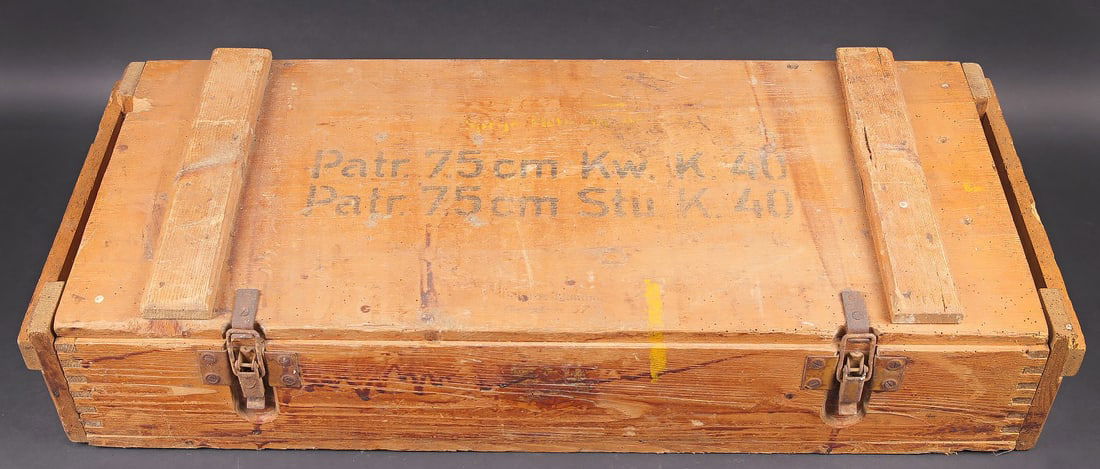 Patr. 7.5 cm Kw. K. 40
Patr. 7.5 cm Stu K. 40